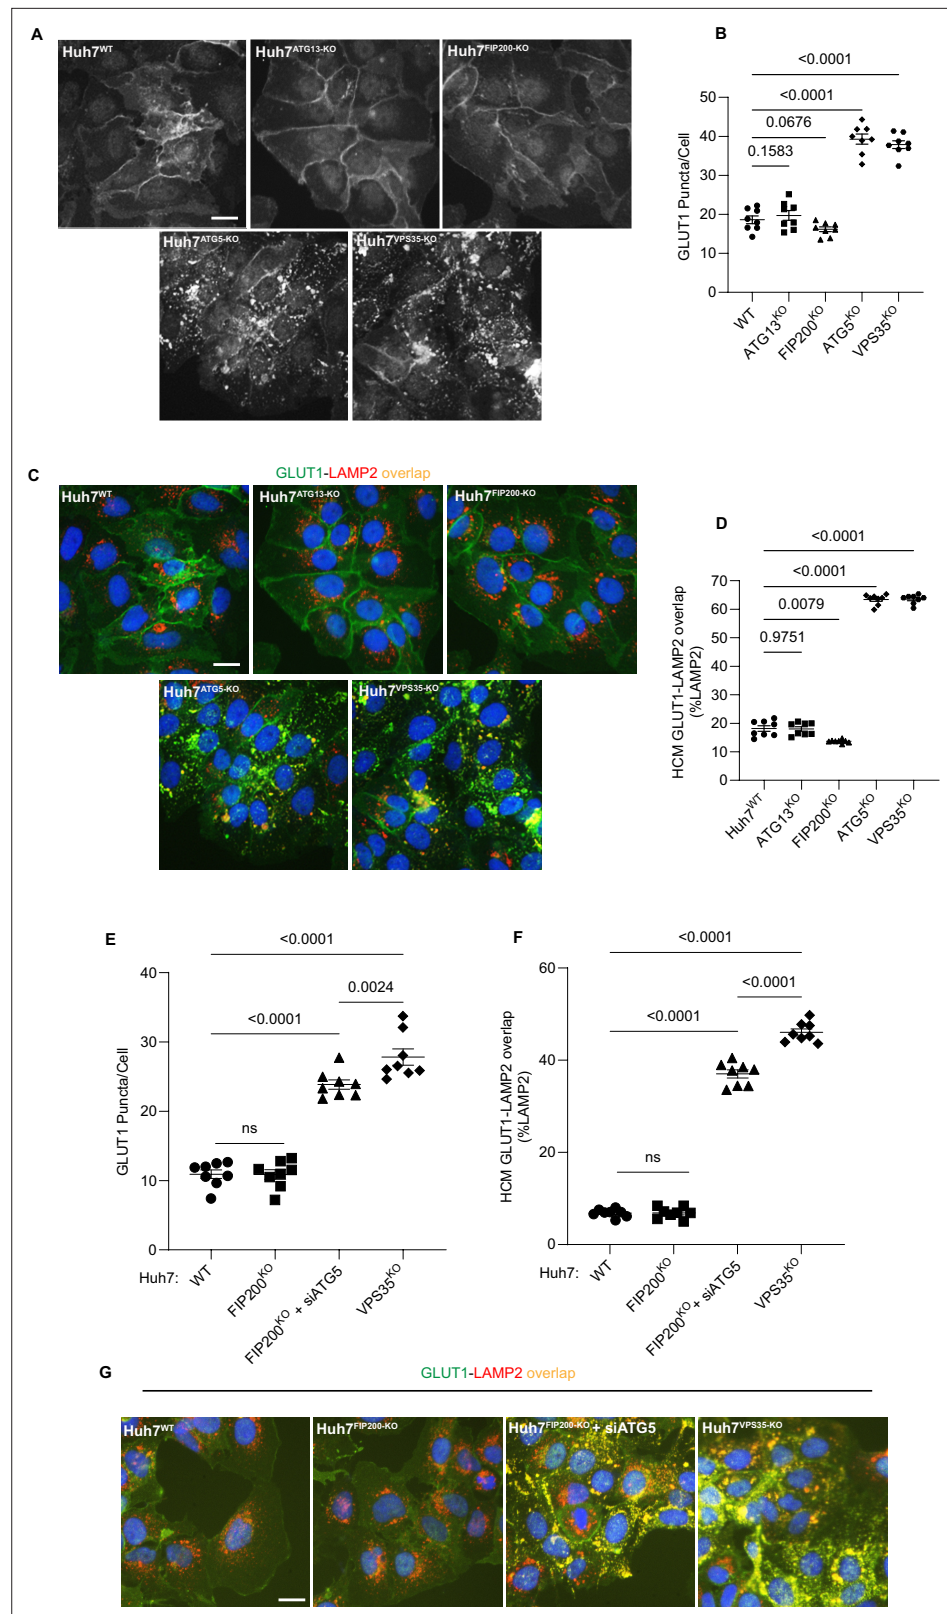 A
Huh7WT
Huh7ATG13-KO
Huh7FIP200-KO
Huh7ATG5-KO
Huh7VPS35-KO
B
<0.0001
<0.0001
0.0676
0.1583
GLUT1 Puncta/Cell
50
40
30
20
10
0
WT
ATG13KO
FIP200KO
ATG5KO
VPS35KO
C
GLUT1-LAMP2 overlap
Huh7WT
Huh7ATG13-KO
Huh7FIP200-KO
Huh7ATG5-KO
Huh7VPS35-KO
D
<0.0001
<0.0001
0.0079
0.9751
HCM GLUT1-LAMP2 overlap
(%LAMP2)
70
60
50
40
30
20
10
0
Huh7WT
ATG13KO
FIP200KO
ATG5KO
VPS35KO
E
<0.0001
0.0024
<0.0001
ns
GLUT1 Puncta/Cell
40
30
20
10
0
Huh7:
WT
FIP200KO
FIP200KO + siATG5
VPS35KO
F
<0.0001
<0.0001
<0.0001
ns
HCM GLUT1-LAMP2 overlap
(%LAMP2)
60
40
20
0
Huh7:
WT
FIP200KO
FIP200KO + siATG5
VPS35KO
G
GLUT1-LAMP2 overlap
Huh7WT
Huh7FIP200-KO
Huh7FIP200-KO + siATG5
Huh7VPS35-KO